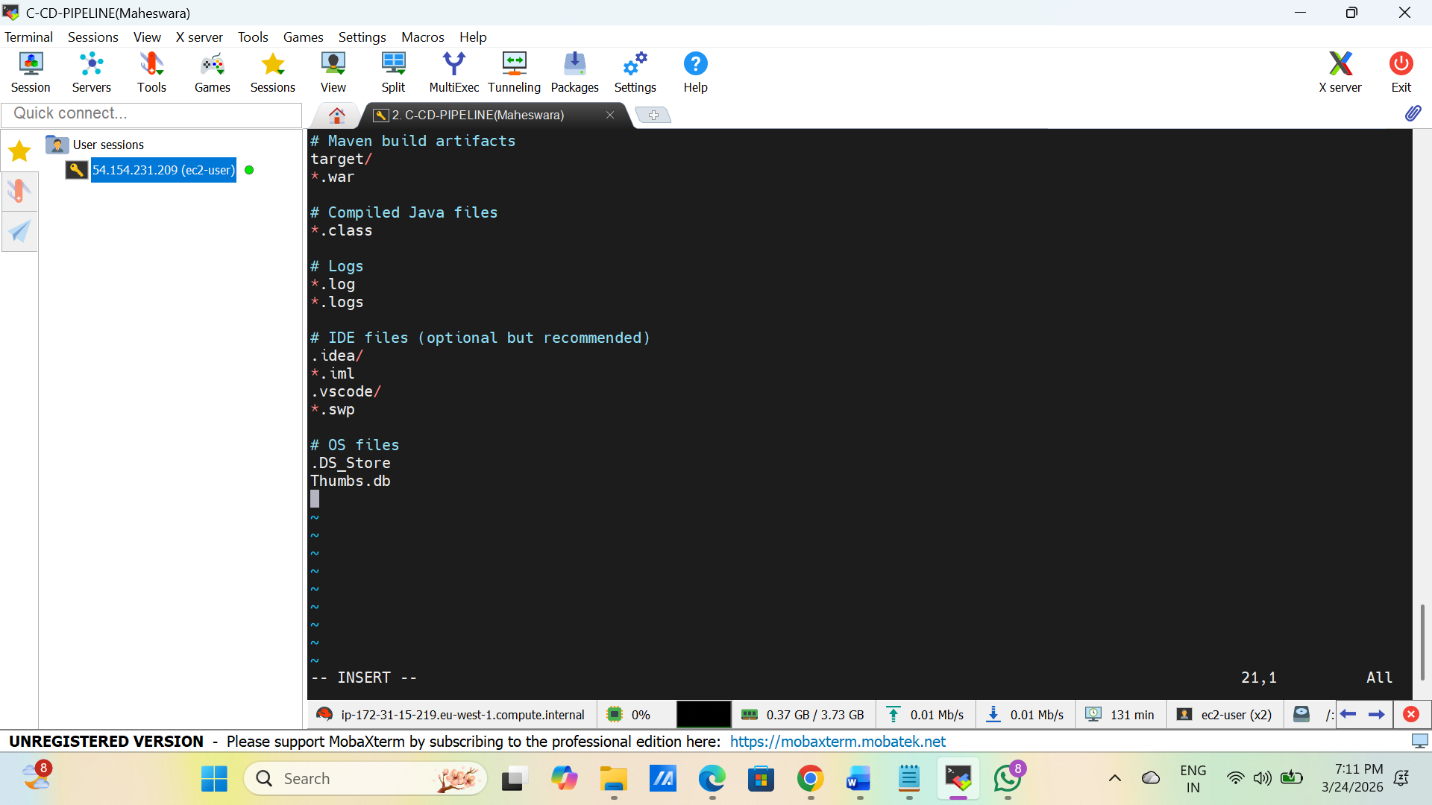 C-CD-PIPELINE(Maheswara)
Terminal Sessions View X server Tools Games Settings Macros Help
Session Servers Tools Games Sessions View Split MultiExec Tunneling Packages Settings Help X server Exit
Quick connect...
2. C-CD-PIPELINE(Maheswara)
User sessions
54.154.231.209 (ec2-user)
# Maven build artifacts
target/
*.war
# Compiled Java files
*.class
# Logs
*.log
*.logs
# IDE files (optional but recommended)
.idea/
*.iml
.vscode/
*.swp
# OS files
.DS_Store
Thumbs.db
~
~
~
~
~
~
~
~
~
-- INSERT -- 21,1 All
ip-172-31-15-219.eu-west-1.compute.internal 0% 0.37 GB / 3.73 GB 0.01 Mb/s 0.01 Mb/s 131 min ec2-user (x2) /:
UNREGISTERED VERSION - Please support MobaXterm by subscribing to the professional edition here: https://mobaxterm.mobatek.net
8 Search 8 ENG IN 7:11 PM
3/24/2026